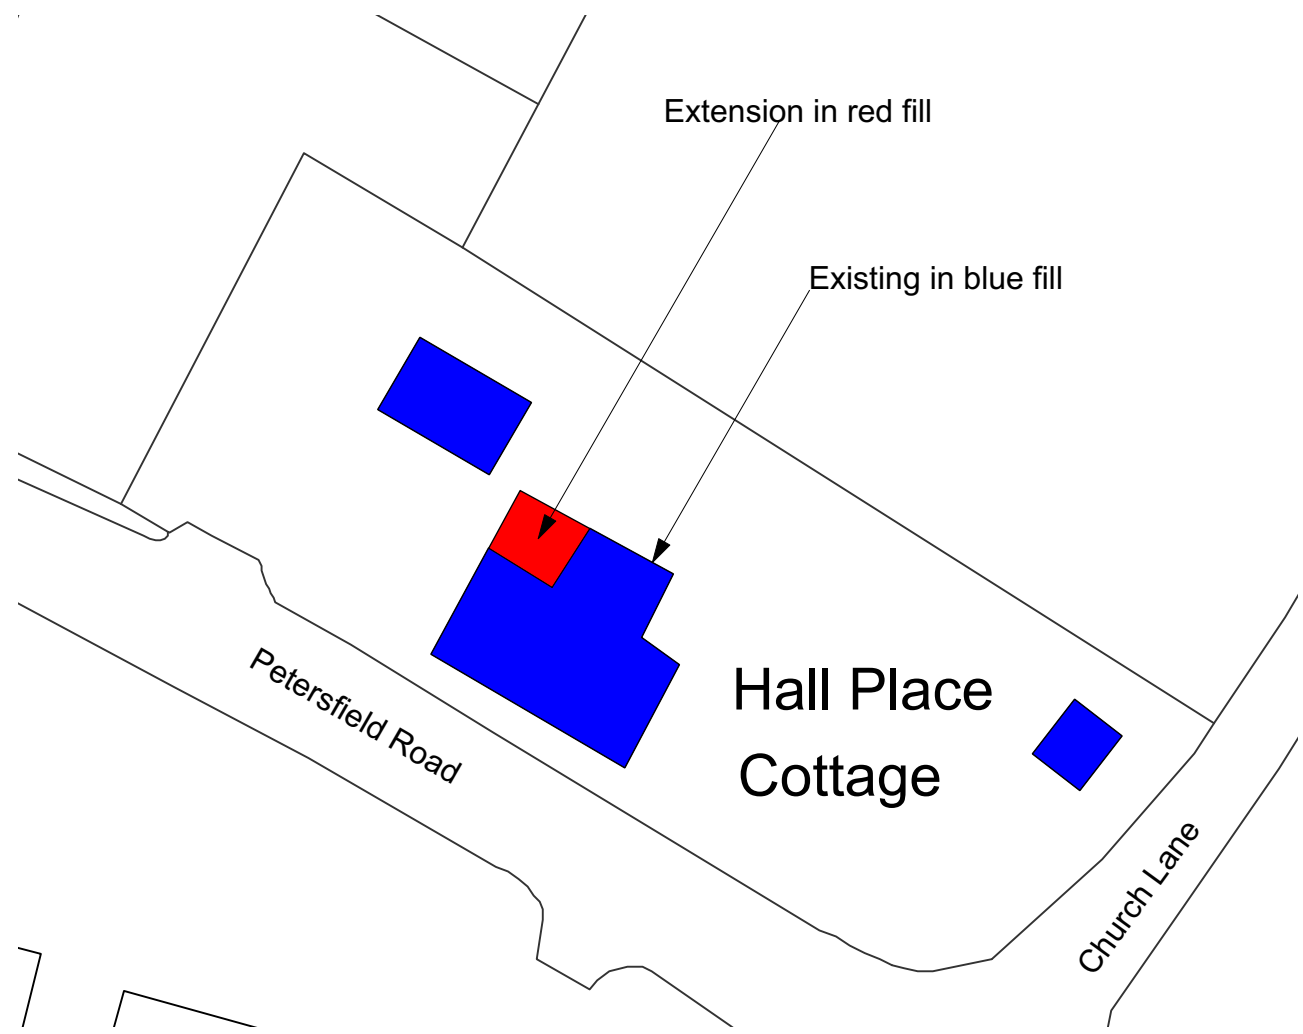 Extension in red fill
Existing in blue fill
Hall Place
Cottage
Petersfield Road
Church Lane